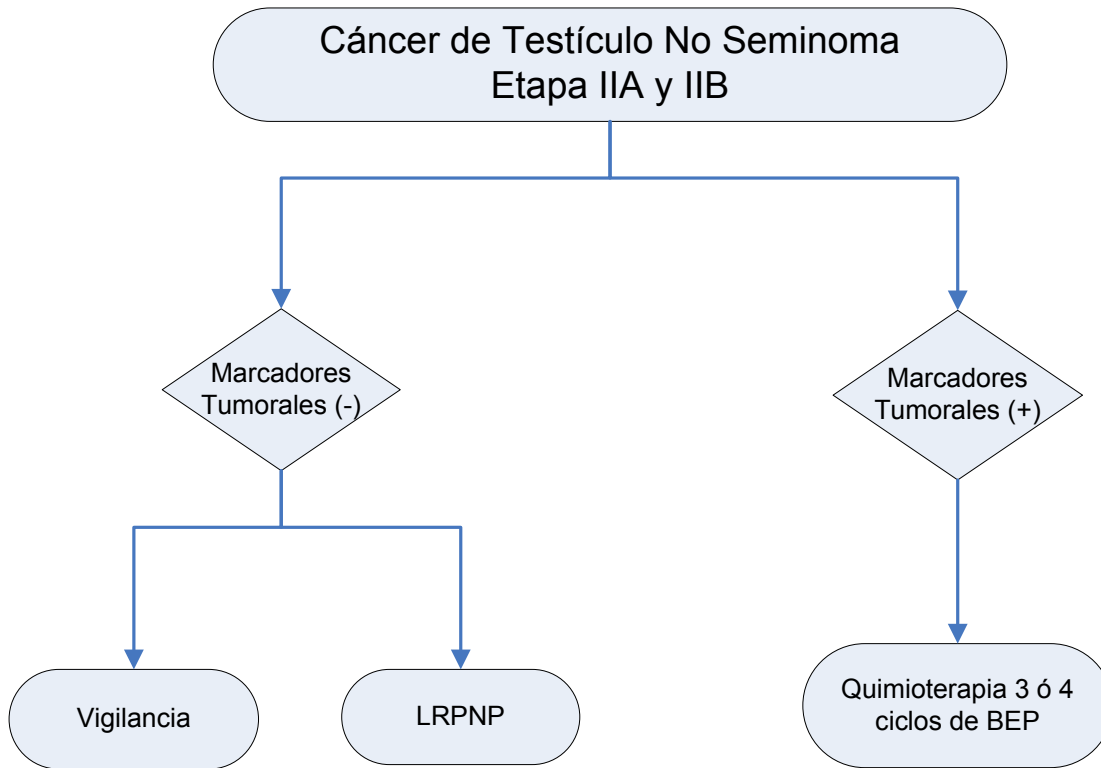 Cáncer de Testículo No Seminoma
Etapa IIA y IIB
Marcadores
Tumorales (-)
Marcadores
Tumorales (+)
Vigilancia
LRPNP
Quimioterapia 3 ó 4
ciclos de BEP